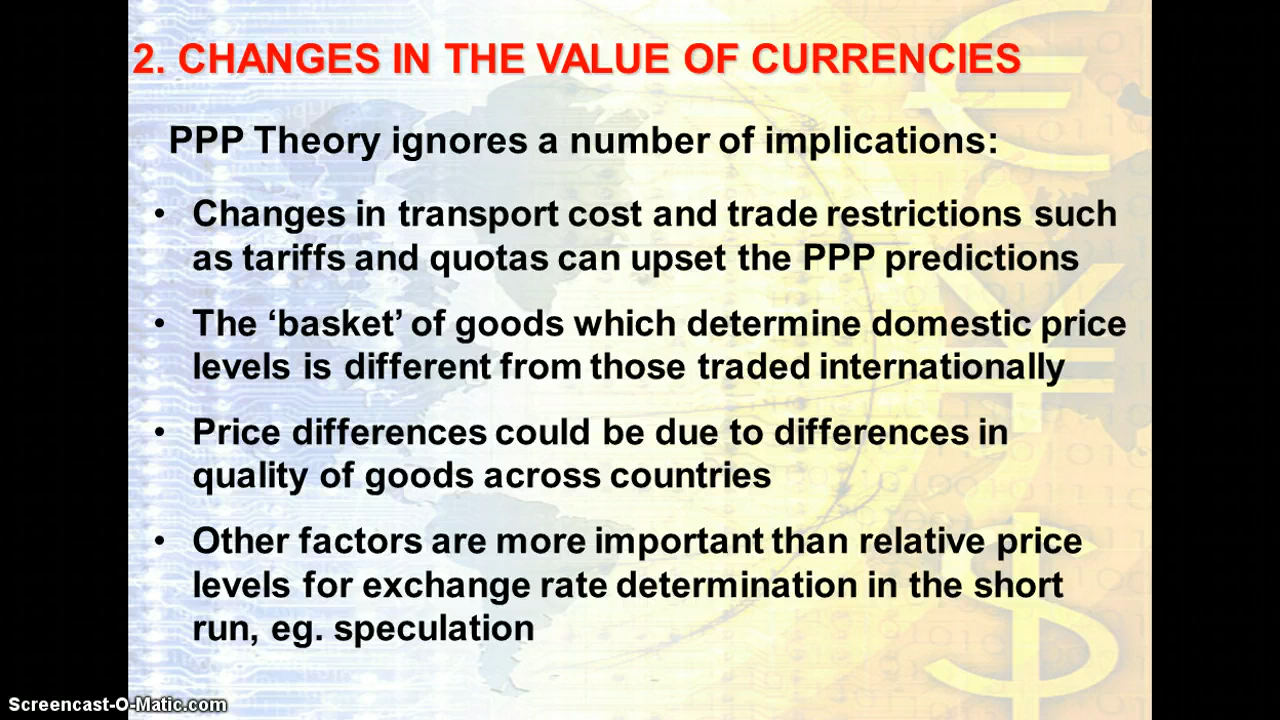 2. CHANGES IN THE VALUE OF CURRENCIES
PPP Theory ignores a number of implications:
• Changes in transport cost and trade restrictions such
as tariffs and quotas can upset the PPP predictions
• The ‘basket’ of goods which determine domestic price
levels is different from those traded internationally
• Price differences could be due to differences in
quality of goods across countries
• Other factors are more important than relative price
levels for exchange rate determination in the short
run, eg. speculation
Screencast-O-Matic.com